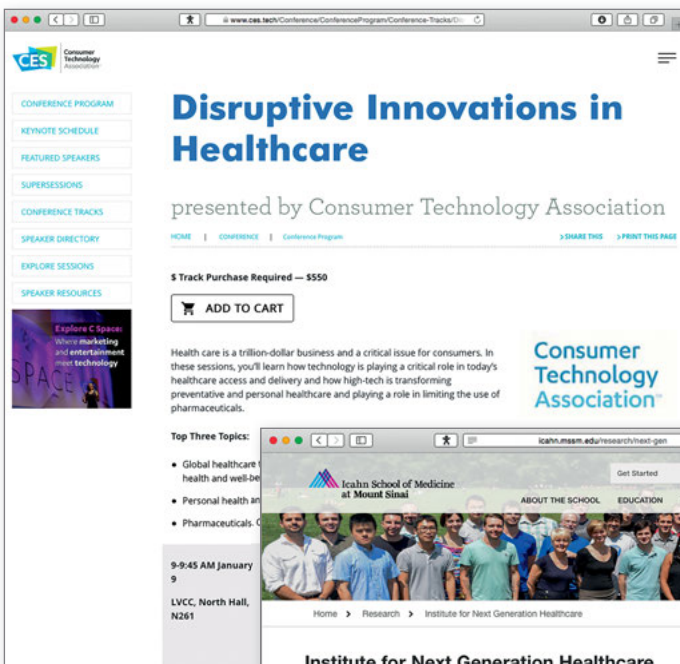 www.ces.tech/Conference/ConferenceProgram/Conference-Tracks/Dis
CES
Consumer
Technology
Association
CONFERENCE PROGRAM
KEYNOTE SCHEDULE
FEATURED SPEAKERS
SUPERSESSIONS
CONFERENCE TRACKS
SPEAKER DIRECTORY
EXPLORE SESSIONS
SPEAKER RESOURCES
Explore C Space:
Where marketing
and entertainment
meet technology
SPACE
Disruptive Innovations in
Healthcare
presented by Consumer Technology Association
HOME | CONFERENCE | Conference Program
> SHARE THIS > PRINT THIS PAGE
$ Track Purchase Required — $550
ADD TO CART
Health care is a trillion-dollar business and a critical issue for consumers. In
these sessions, you'll learn how technology is playing a critical role in today's
healthcare access and delivery and how high-tech is transforming
preventative and personal healthcare and playing a role in limiting the use of
pharmaceuticals.
Consumer
Technology
Association
Top Three Topics:
• Global healthcare
health and well-be
• Personal health an
• Pharmaceuticals.
9-9:45 AM January
9
LVCC, North Hall,
N261
icahn.mssm.edu/research/next-gen
Icahn School of Medicine
at Mount Sinai
Get Started
ABOUT THE SCHOOL EDUCATION
Home > Research > Institute for Next Generation Healthcare
Institute for Next Generation Healthcare